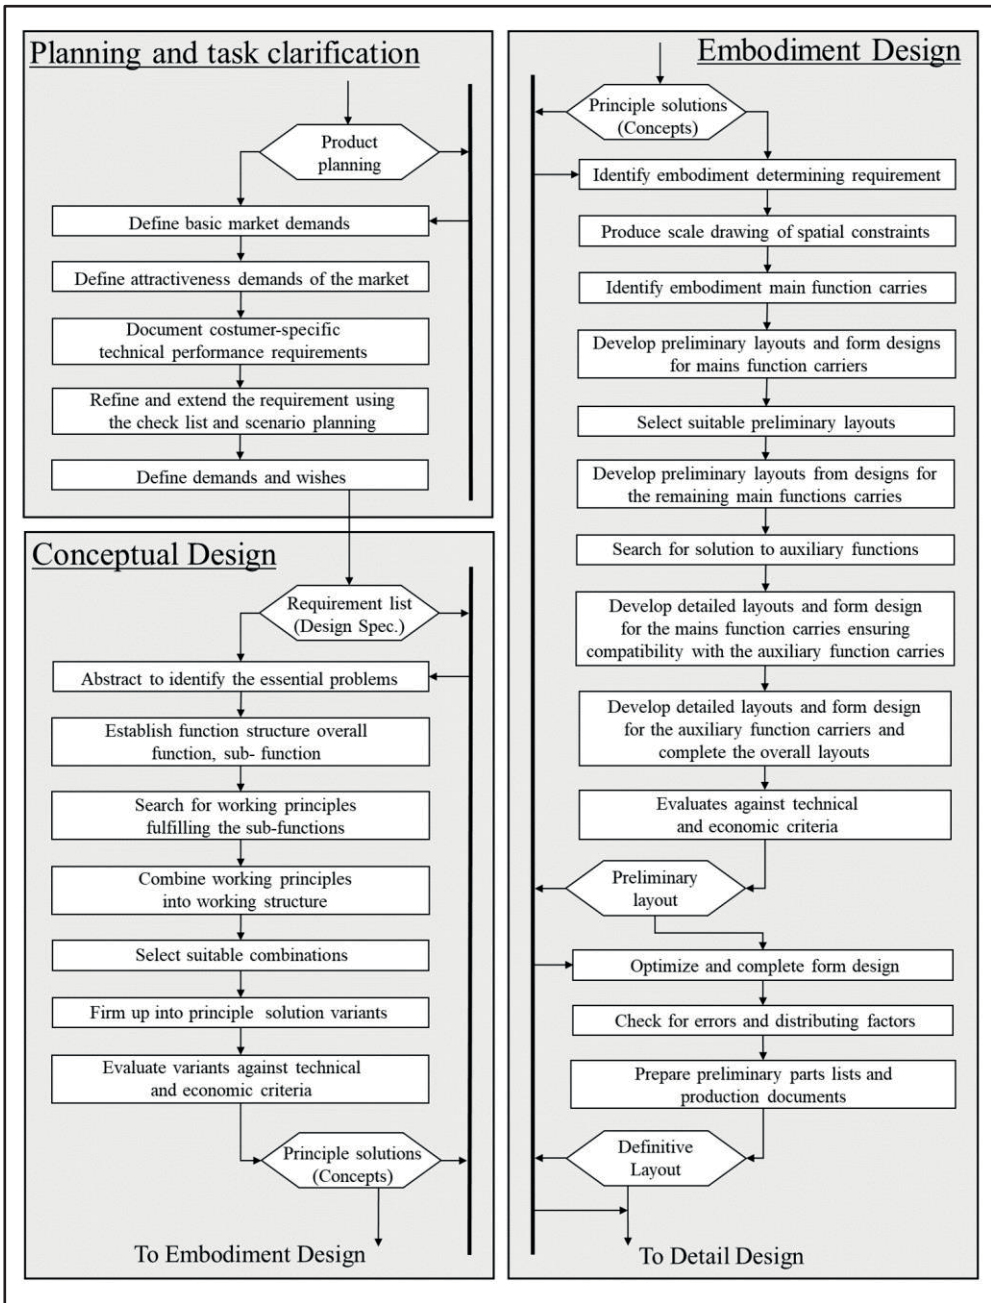 Planning and task clarification
Product
planning
Define basic market demands
Define attractiveness demands of the market
Document costumer-specific
technical performance requirements
Refine and extend the requirement using
the check list and scenario planning
Define demands and wishes
Conceptual Design
Requirement list
(Design Spec.)
Abstract to identify the essential problems
Establish function structure overall
function, sub- function
Search for working principles
fulfilling the sub-functions
Combine working principles
into working structure
Select suitable combinations
Firm up into principle solution variants
Evaluate variants against technical
and economic criteria
Principle solutions
(Concepts)
To Embodiment Design
Embodiment Design
Principle solutions
(Concepts)
Identify embodiment determining requirement
Produce scale drawing of spatial constraints
Identify embodiment main function carries
Develop preliminary layouts and form designs
for mains function carriers
Select suitable preliminary layouts
Develop preliminary layouts from designs for
the remaining main functions carries
Search for solution to auxiliary functions
Develop detailed layouts and form design
for the mains function carries ensuring
compatibility with the auxiliary function carries
Develop detailed layouts and form design
for the auxiliary function carriers and
complete the overall layouts
Evaluates against technical
and economic criteria
Preliminary
layout
Optimize and complete form design
Check for errors and distributing factors
Prepare preliminary parts lists and
production documents
Definitive
Layout
To Detail Design